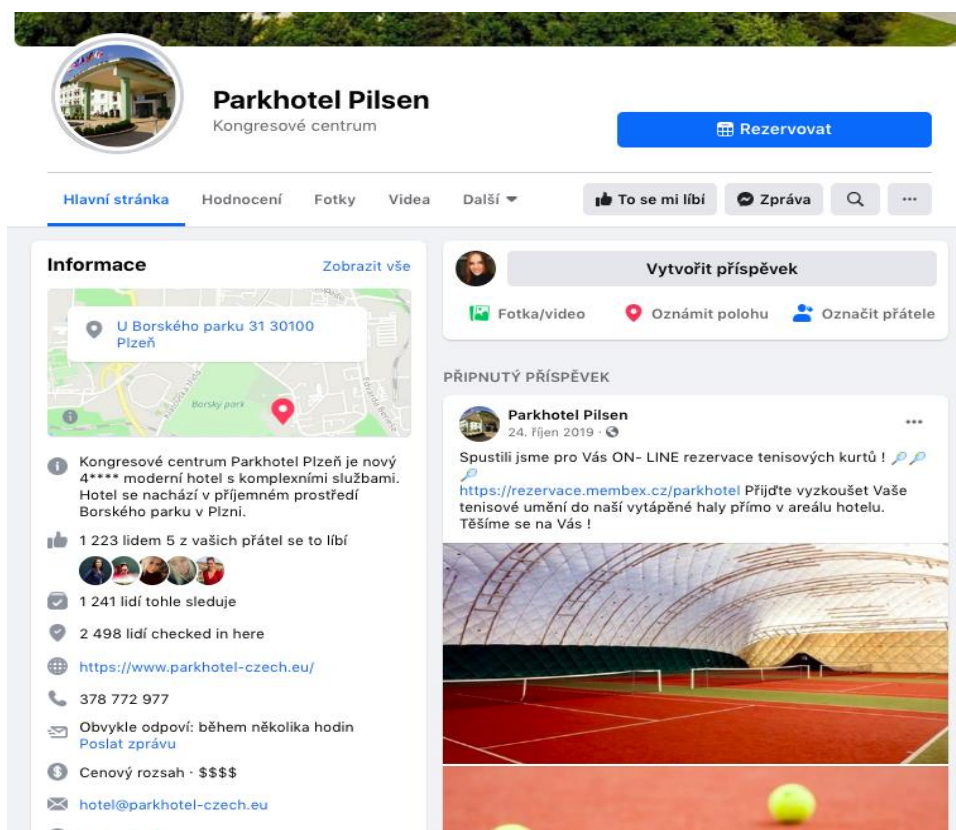 Parkhotel Pilsen
Kongresové centrum
Rezervovat
Hlavní stránka Hodnocení Fotky Videa Další
To se mi líbí Zpráva ...
Informace Zobrazit vše
U Borského parku 31 30100
Plzeň
Borský park
Kongresové centrum Parkhotel Plzeň je nový
4**** moderní hotel s komplexními službami.
Hotel se nachází v příjemném prostředí
Borského parku v Plzni.
1 223 lidem 5 z vašich přátel se to líbí
1 241 lidí tohle sleduje
2 498 lidí checked in here
https://www.parkhotel-czech.eu/
378 772 977
Obvykle odpoví: během několika hodin
Poslat zprávu
Cenový rozsah · $$$$
hotel@parkhotel-czech.eu
Vytvořit příspěvek
Fotka/video Oznámit polohu Označit přátele
PŘIPNUTÝ PŘÍSPĚVEK
Parkhotel Pilsen
24. říjen 2019 ·
Spustili jsme pro Vás ON- LINE rezervace tenisových kurtů ! 🎾🎾
🎾
https://rezervace.membex.cz/parkhotel Přijďte vyzkoušet Vaše
tenisové umění do naší vytápěné haly přímo v areálu hotelu.
Těšíme se na Vás !